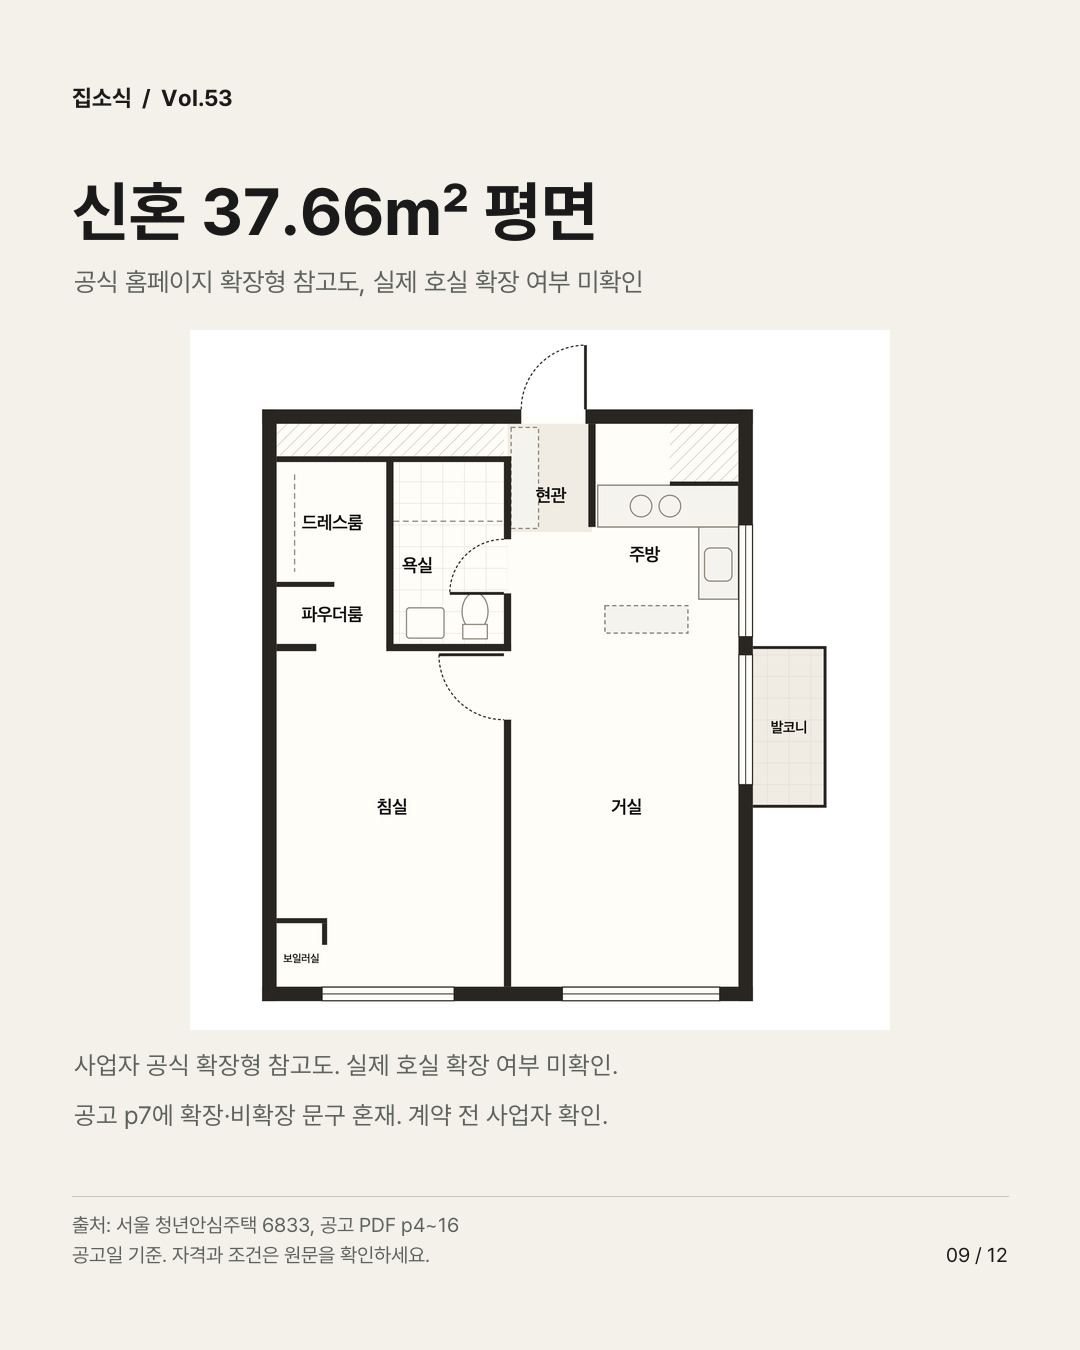 집소식 / Vol.53
신혼 37.66m² 평면
공식 홈페이지 확장형 참고도, 실제 호실 확장 여부 미확인
현관
드레스룸
주방
욕실
파우더룸
발코니
침실
거실
보일러실
사업자 공식 확장형 참고도. 실제 호실 확장 여부 미확인.
공고 p7에 확장·비확장 문구 혼재. 계약 전 사업자 확인.
출처: 서울 청년안심주택 6833, 공고 PDF p4~16
공고일 기준. 자격과 조건은 원문을 확인하세요.
09 / 12